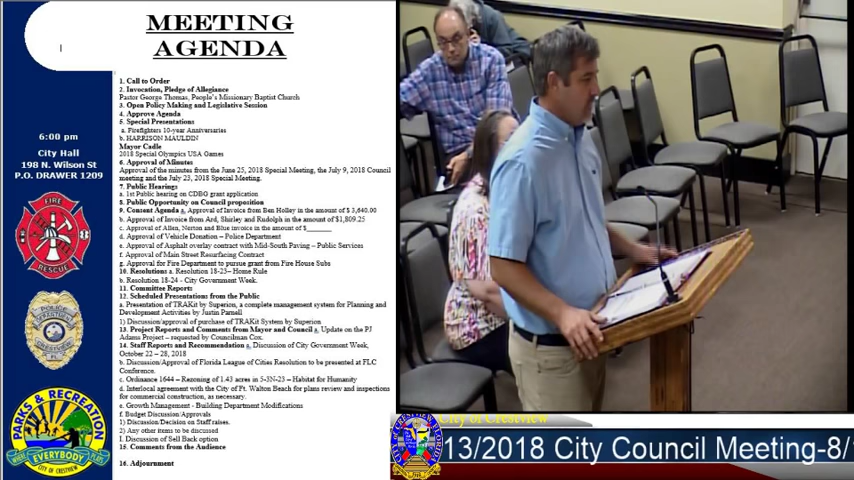 MEETING
AGENDA
6:00 pm
City Hall
198 N. Wilson St
P.O. DRAWER 1209
FIRE
RESCUE
POLICE
CRESTVIEW
PARKS & RECREATION
WHERE EVERYBODY PLAYS
CITY OF CRESTVIEW
1. Call to Order
2. Invocation, Pledge of Allegiance
Pastor George Thomas, People's Missionary Baptist Church
3. Open Policy Making and Legislative Session
4. Approve Agenda
5. Special Presentations
a. Firefighters 10-year Anniversaries
b. HARRISON MAULDIN
Mayor Cadle
2018 Special Olympics USA Games
6. Approval of Minutes
Approval of the minutes from the June 25, 2018 Special Meeting, the July 9, 2018 Council
meeting and the July 23, 2018 Special Meeting.
7. Public Hearings
a. 1st Public hearing on CDBG grant application
8. Public Opportunity on Council proposition
9. Consent Agenda a. Approval of Invoice from Ben Holley in the amount of $ 3,640.00
b. Approval of Invoice from Ard, Shirley and Rudolph in the amount of $1,809.25
c. Approval of Allen, Norton and Blue invoice in the amount of $______
d. Approval of Vehicle Donation – Police Department
e. Approval of Asphalt overlay contract with Mid-South Paving – Public Services
f. Approval of Main Street Resurfacing Contract
g. Approval for Fire Department to pursue grant from Fire House Subs
10. Resolutions a. Resolution 18-23– Home Rule
b. Resolution 18-24 - City Government Week.
11. Committee Reports
12. Scheduled Presentations from the Public
a. Presentation of TRAKit by Superion, a complete management system for Planning and
Development Activities by Justin Parnell
1) Discussion/approval of purchase of TRAKit System by Superion
13. Project Reports and Comments from Mayor and Council a. Update on the PJ
Adams Project – requested by Councilman Cox.
14. Staff Reports and Recommendation a. Discussion of City Government Week,
October 22 – 28, 2018
b. Discussion/Approval of Florida League of Cities Resolution to be presented at FLC
Conference.
c. Ordinance 1644 – Rezoning of 1.43 acres in 5-3N-23 – Habitat for Humanity
d. Interlocal agreement with the City of Ft. Walton Beach for plans review and inspections
for commercial construction, as necessary.
e. Growth Management - Building Department Modifications
f. Budget Discussion/Approvals
1) Discussion/Decision on Staff raises.
2) Any other items to be discussed
I. Discussion of Sell Back option
15. Comments from the Audience
16. Adjournment
City of Crestview
13/2018 City Council Meeting-8/